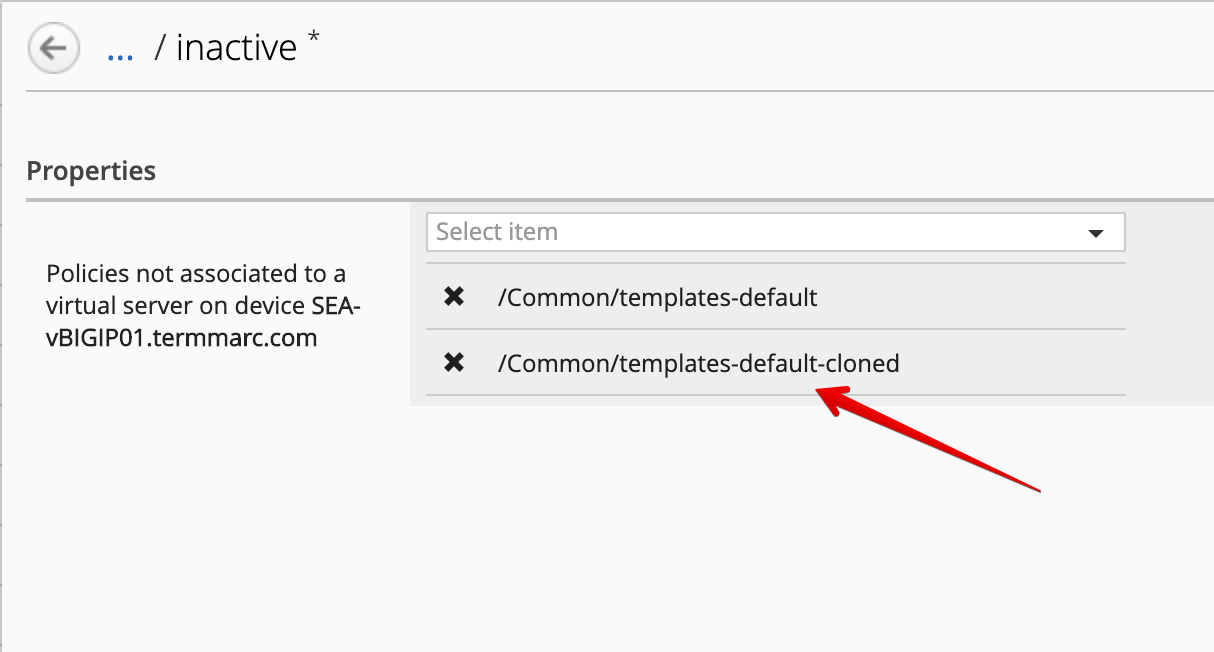 ... / inactive *
Properties
Select item
Policies not associated to a
virtual server on device SEA-
vBIGIP01.termmarc.com
/Common/templates-default
/Common/templates-default-cloned